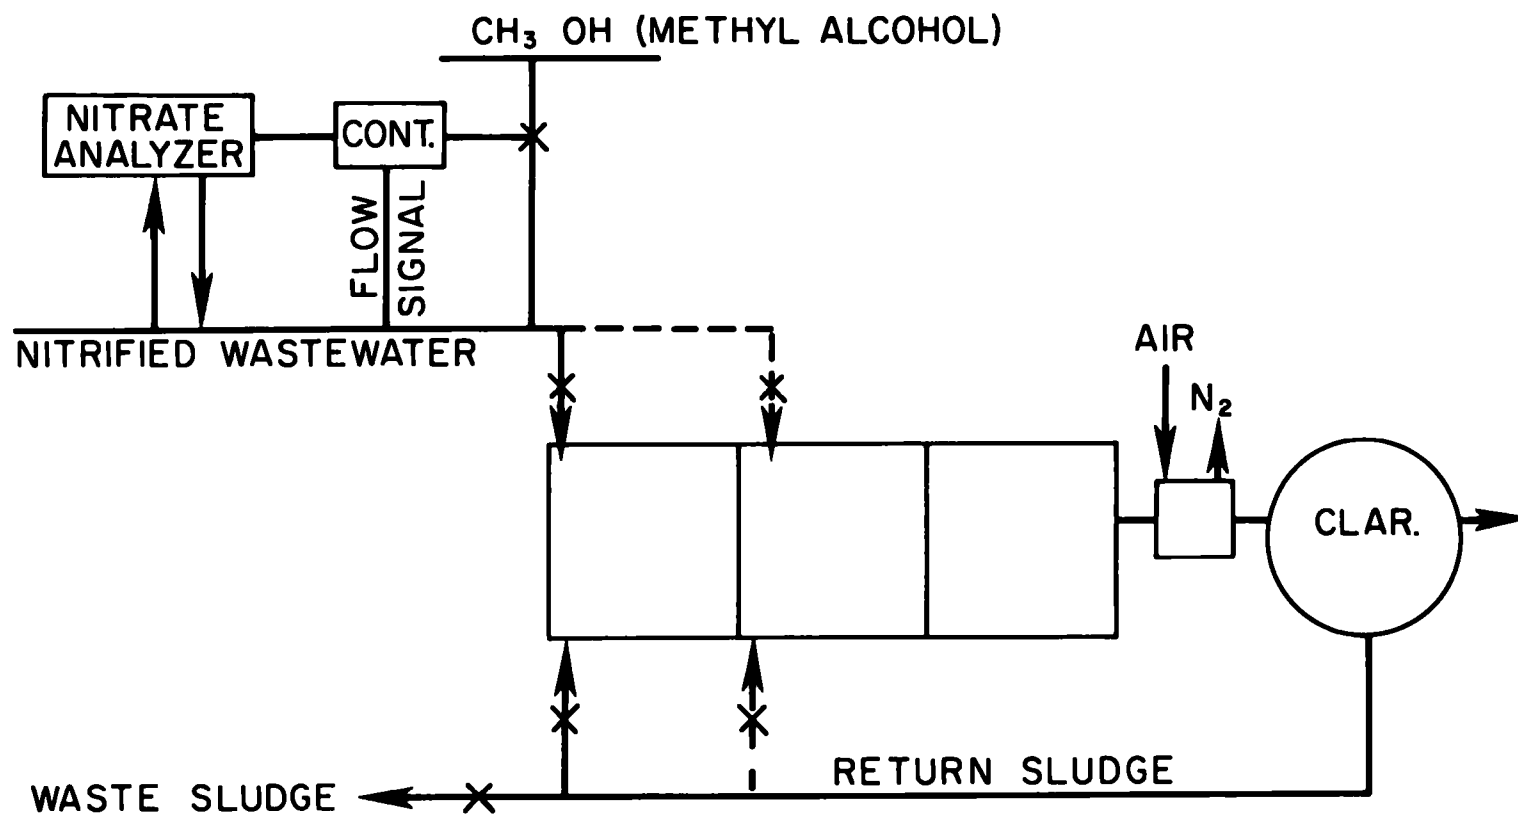 CH₃ OH (METHYL ALCOHOL)
NITRATE
ANALYZER
CONT.
FLOW
SIGNAL
NITRIFIED WASTEWATER
AIR
N₂
CLAR.
RETURN SLUDGE
WASTE SLUDGE